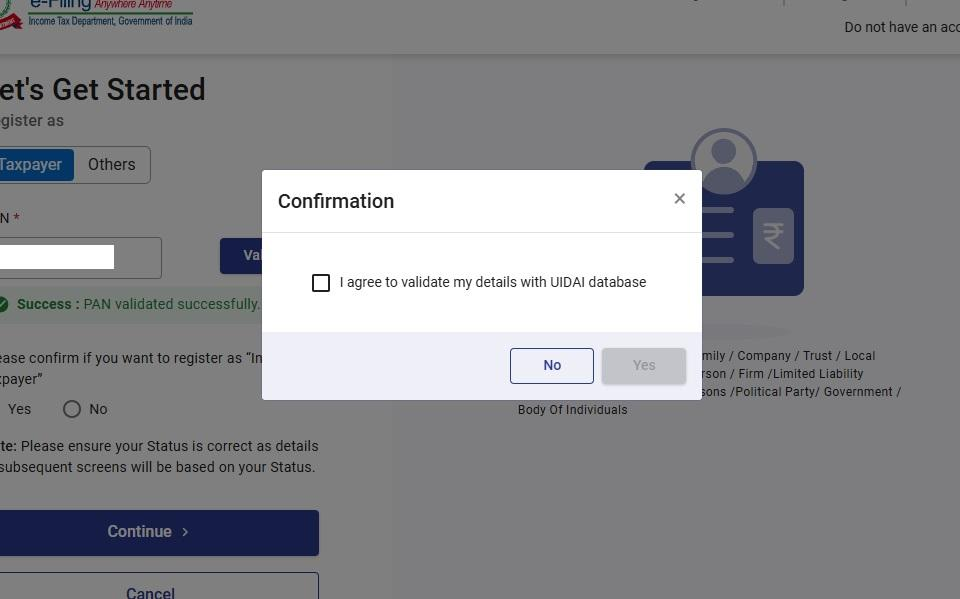 e-Filing Anywhere Anytime
Income Tax Department, Government of India
Do not have an acc
et's Get Started
gister as
Taxpayer
Others
N *
Val
Success : PAN validated successfully.
ease confirm if you want to register as “In
xpayer”
Yes
No
te: Please ensure your Status is correct as details
subsequent screens will be based on your Status.
Continue >
Cancel
Confirmation
×
I agree to validate my details with UIDAI database
No
Yes
mily / Company / Trust / Local
rson / Firm /Limited Liability
sons /Political Party/ Government /
Body Of Individuals
₹